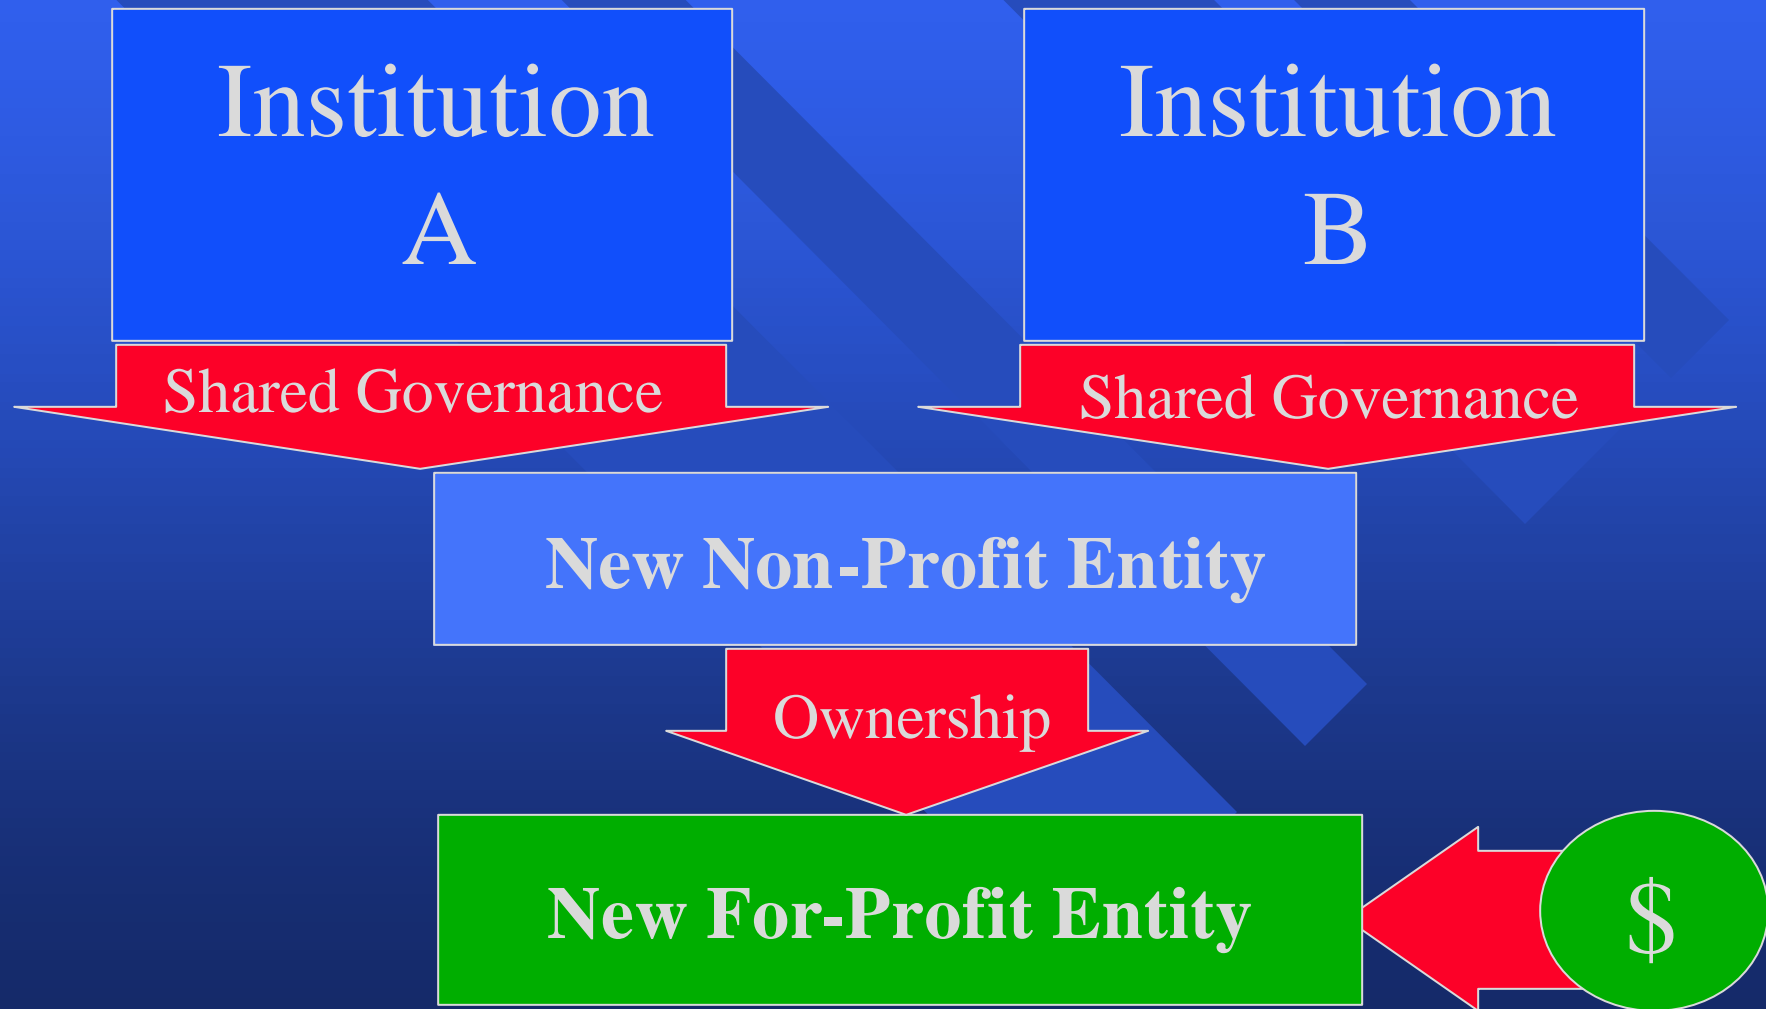 Institution
A
Institution
B
Shared Governance
Shared Governance
New Non-Profit Entity
Ownership
New For-Profit Entity
$